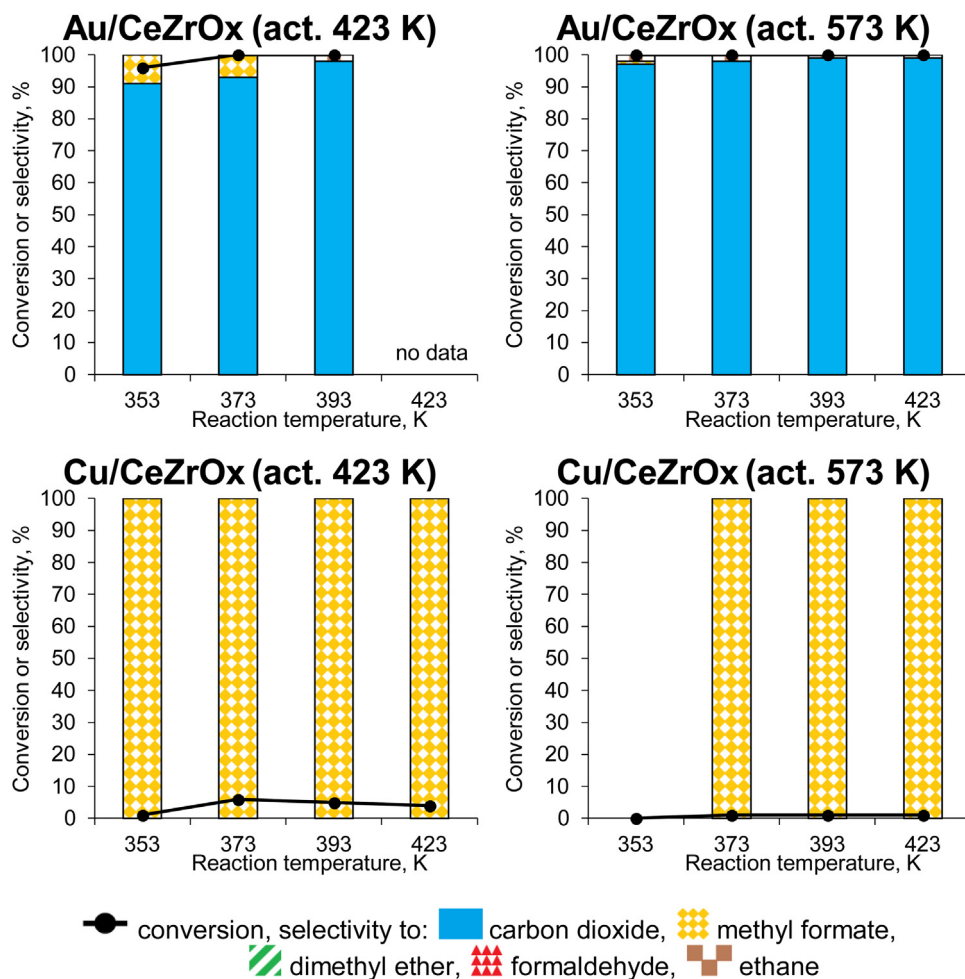 Au/CeZrOx (act. 423 K)
Conversion or selectivity, %
100
90
80
70
60
50
40
30
20
10
0
no data
353 373 393 423
Reaction temperature, K
Au/CeZrOx (act. 573 K)
Conversion or selectivity, %
100
90
80
70
60
50
40
30
20
10
0
353 373 393 423
Reaction temperature, K
Cu/CeZrOx (act. 423 K)
Conversion or selectivity, %
100
90
80
70
60
50
40
30
20
10
0
353 373 393 423
Reaction temperature, K
Cu/CeZrOx (act. 573 K)
Conversion or selectivity, %
100
90
80
70
60
50
40
30
20
10
0
353 373 393 423
Reaction temperature, K
conversion, selectivity to: carbon dioxide, methyl formate,
dimethyl ether, formaldehyde, ethane